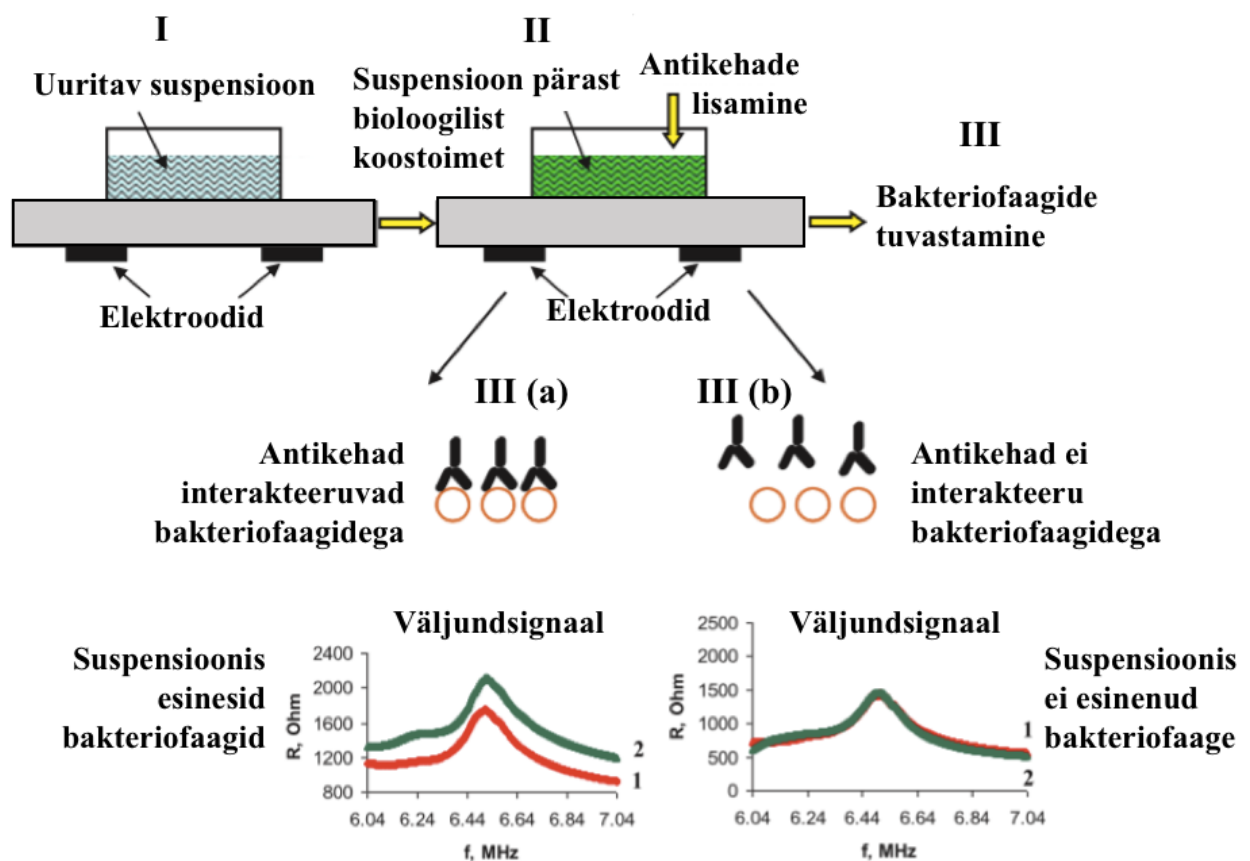 I
Uuritav suspensioon
Elektroodid
II
Suspensioon pärast
bioloogilist
koostoimet
Antikehade
lisamine
Elektroodid
III
Bakteriofaagide
tuvastamine
III (a)
Antikehad
interakteeruvad
bakteriofaagidega
III (b)
Antikehad ei
interakteeru
bakteriofaagidega
Suspensioonis
esinesid
bakteriofaagid
Väljundsignaal
R, Ohm
2400
2000
1600
1200
800
2
1
6.04 6.24 6.44 6.64 6.84 7.04
f, MHz
Väljundsignaal
R, Ohm
2500
2000
1500
1000
500
0
1
2
6.04 6.24 6.44 6.64 6.84 7.04
f, MHz
Suspensioonis
ei esinenud
bakteriofaage